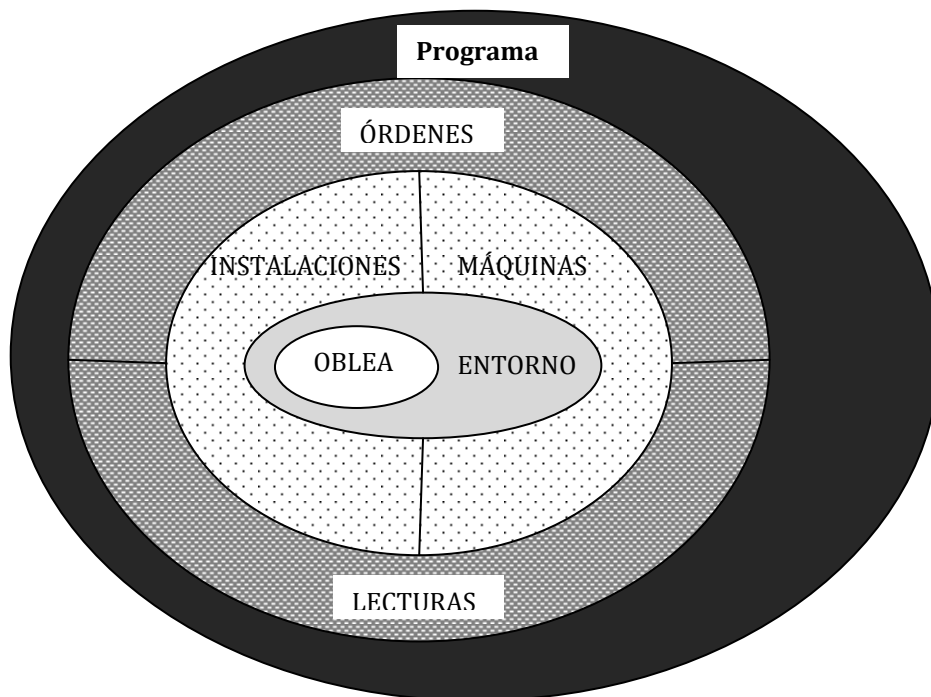 Programa
ÓRDENES
INSTALACIONES
MÁQUINAS
OBLEA
ENTORNO
LECTURAS